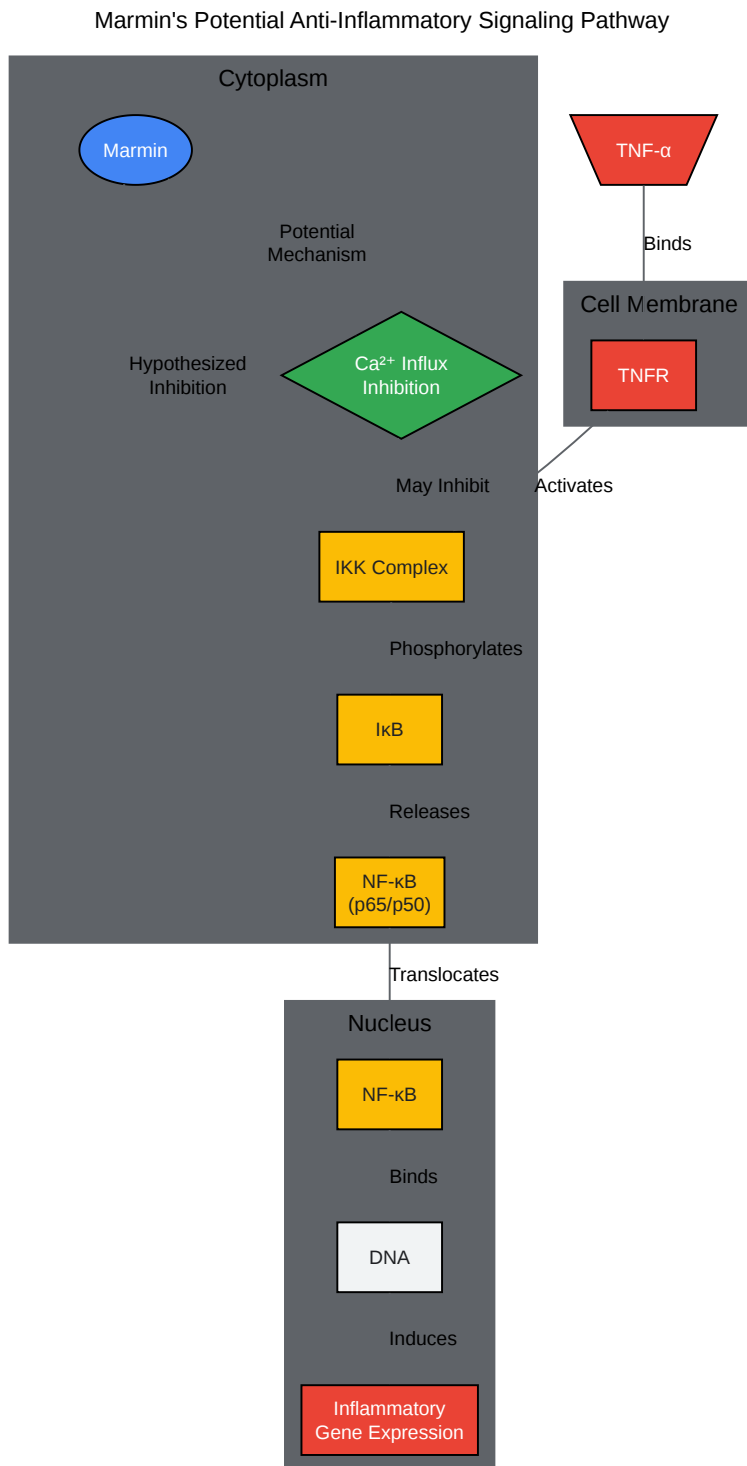 Marmin's Potential Anti-Inflammatory Signaling Pathway
Cytoplasm
Marmin
TNF-α
Potential
Mechanism
Binds
Cell Membrane
Hypothesized
Inhibition
Ca²⁺ Influx
Inhibition
TNFR
May Inhibit
Activates
IKK Complex
Phosphorylates
IκB
Releases
NF-κB
(p65/p50)
Translocates
Nucleus
NF-κB
Binds
DNA
Induces
Inflammatory
Gene Expression